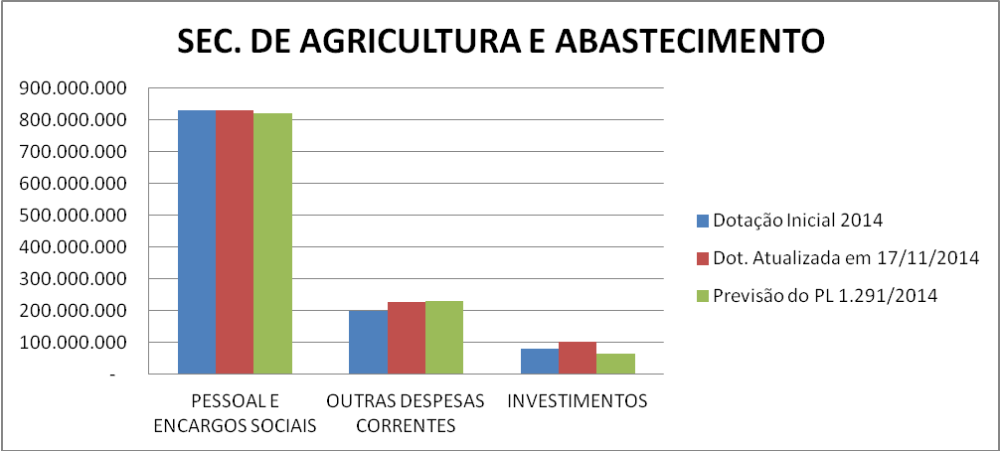 SEC. DE AGRICULTURA E ABASTECIMENTO
900.000.000
800.000.000
700.000.000
600.000.000
500.000.000
400.000.000
300.000.000
200.000.000
100.000.000
-
PESSOAL E
ENCARGOS SOCIAIS
OUTRAS DESPESAS
CORRENTES
INVESTIMENTOS
Dotação Inicial 2014
Dot. Atualizada em 17/11/2014
Previsão do PL 1.291/2014